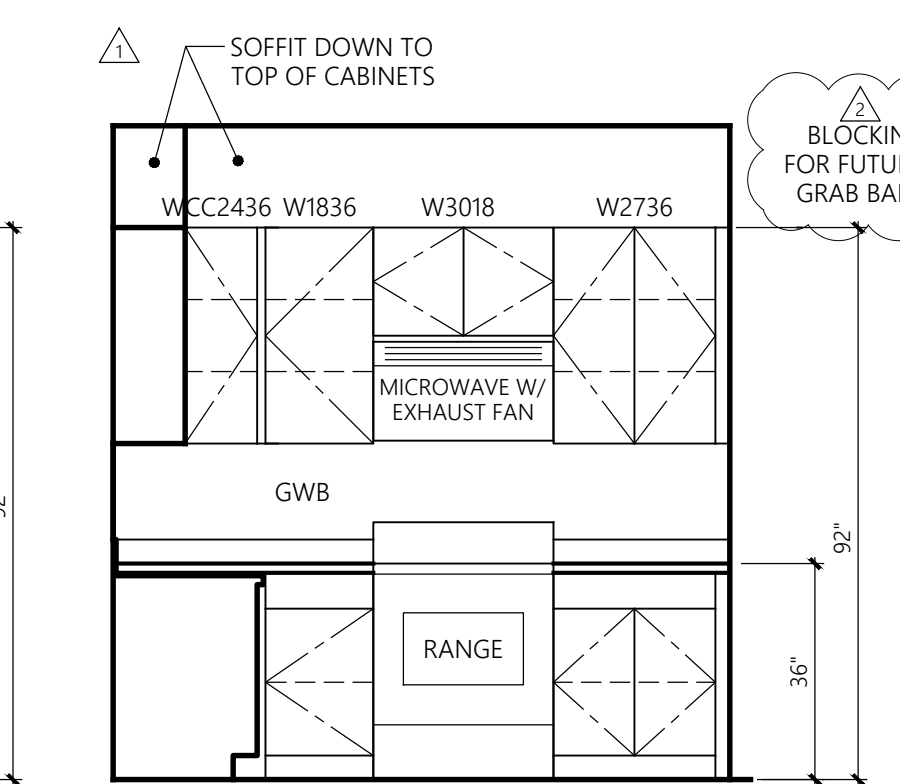 1
SOFFIT DOWN TO
TOP OF CABINETS
2
FOR
WCC2436 W1836 W3018 W2736
MICROWAVE W/
EXHAUST FAN
GWB
92"
RANGE
36"